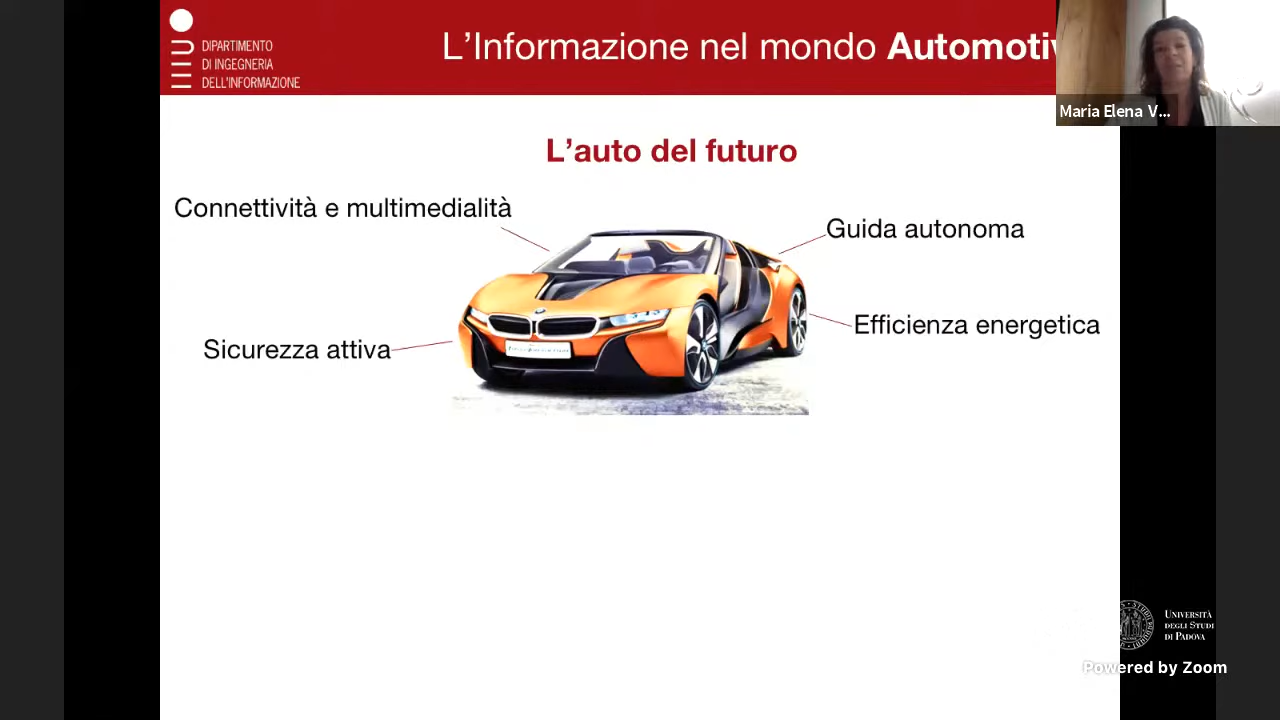 DIPARTIMENTO
DI INGEGNERIA
DELL'INFORMAZIONE
L'Informazione nel mondo Automotiv
Maria Elena V...
L'auto del futuro
Connettività e multimedialità
Guida autonoma
Efficienza energetica
Sicurezza attiva
UNIVERSITÀ
DEGLI STUDI
DI PADOVA
Powered by Zoom